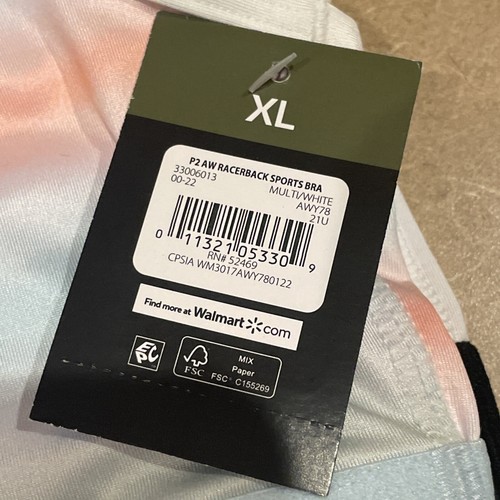 XL
P2 AW RACERBACK SPORTS BRA
33006013 MULTI/WHITE
00-22 AWY78
21U
0 11321 05330 9
RN# 52469
CPSIA WM3017AWY780122
Find more at Walmart com
EPC MIX
Paper
FSC FSC® C155269